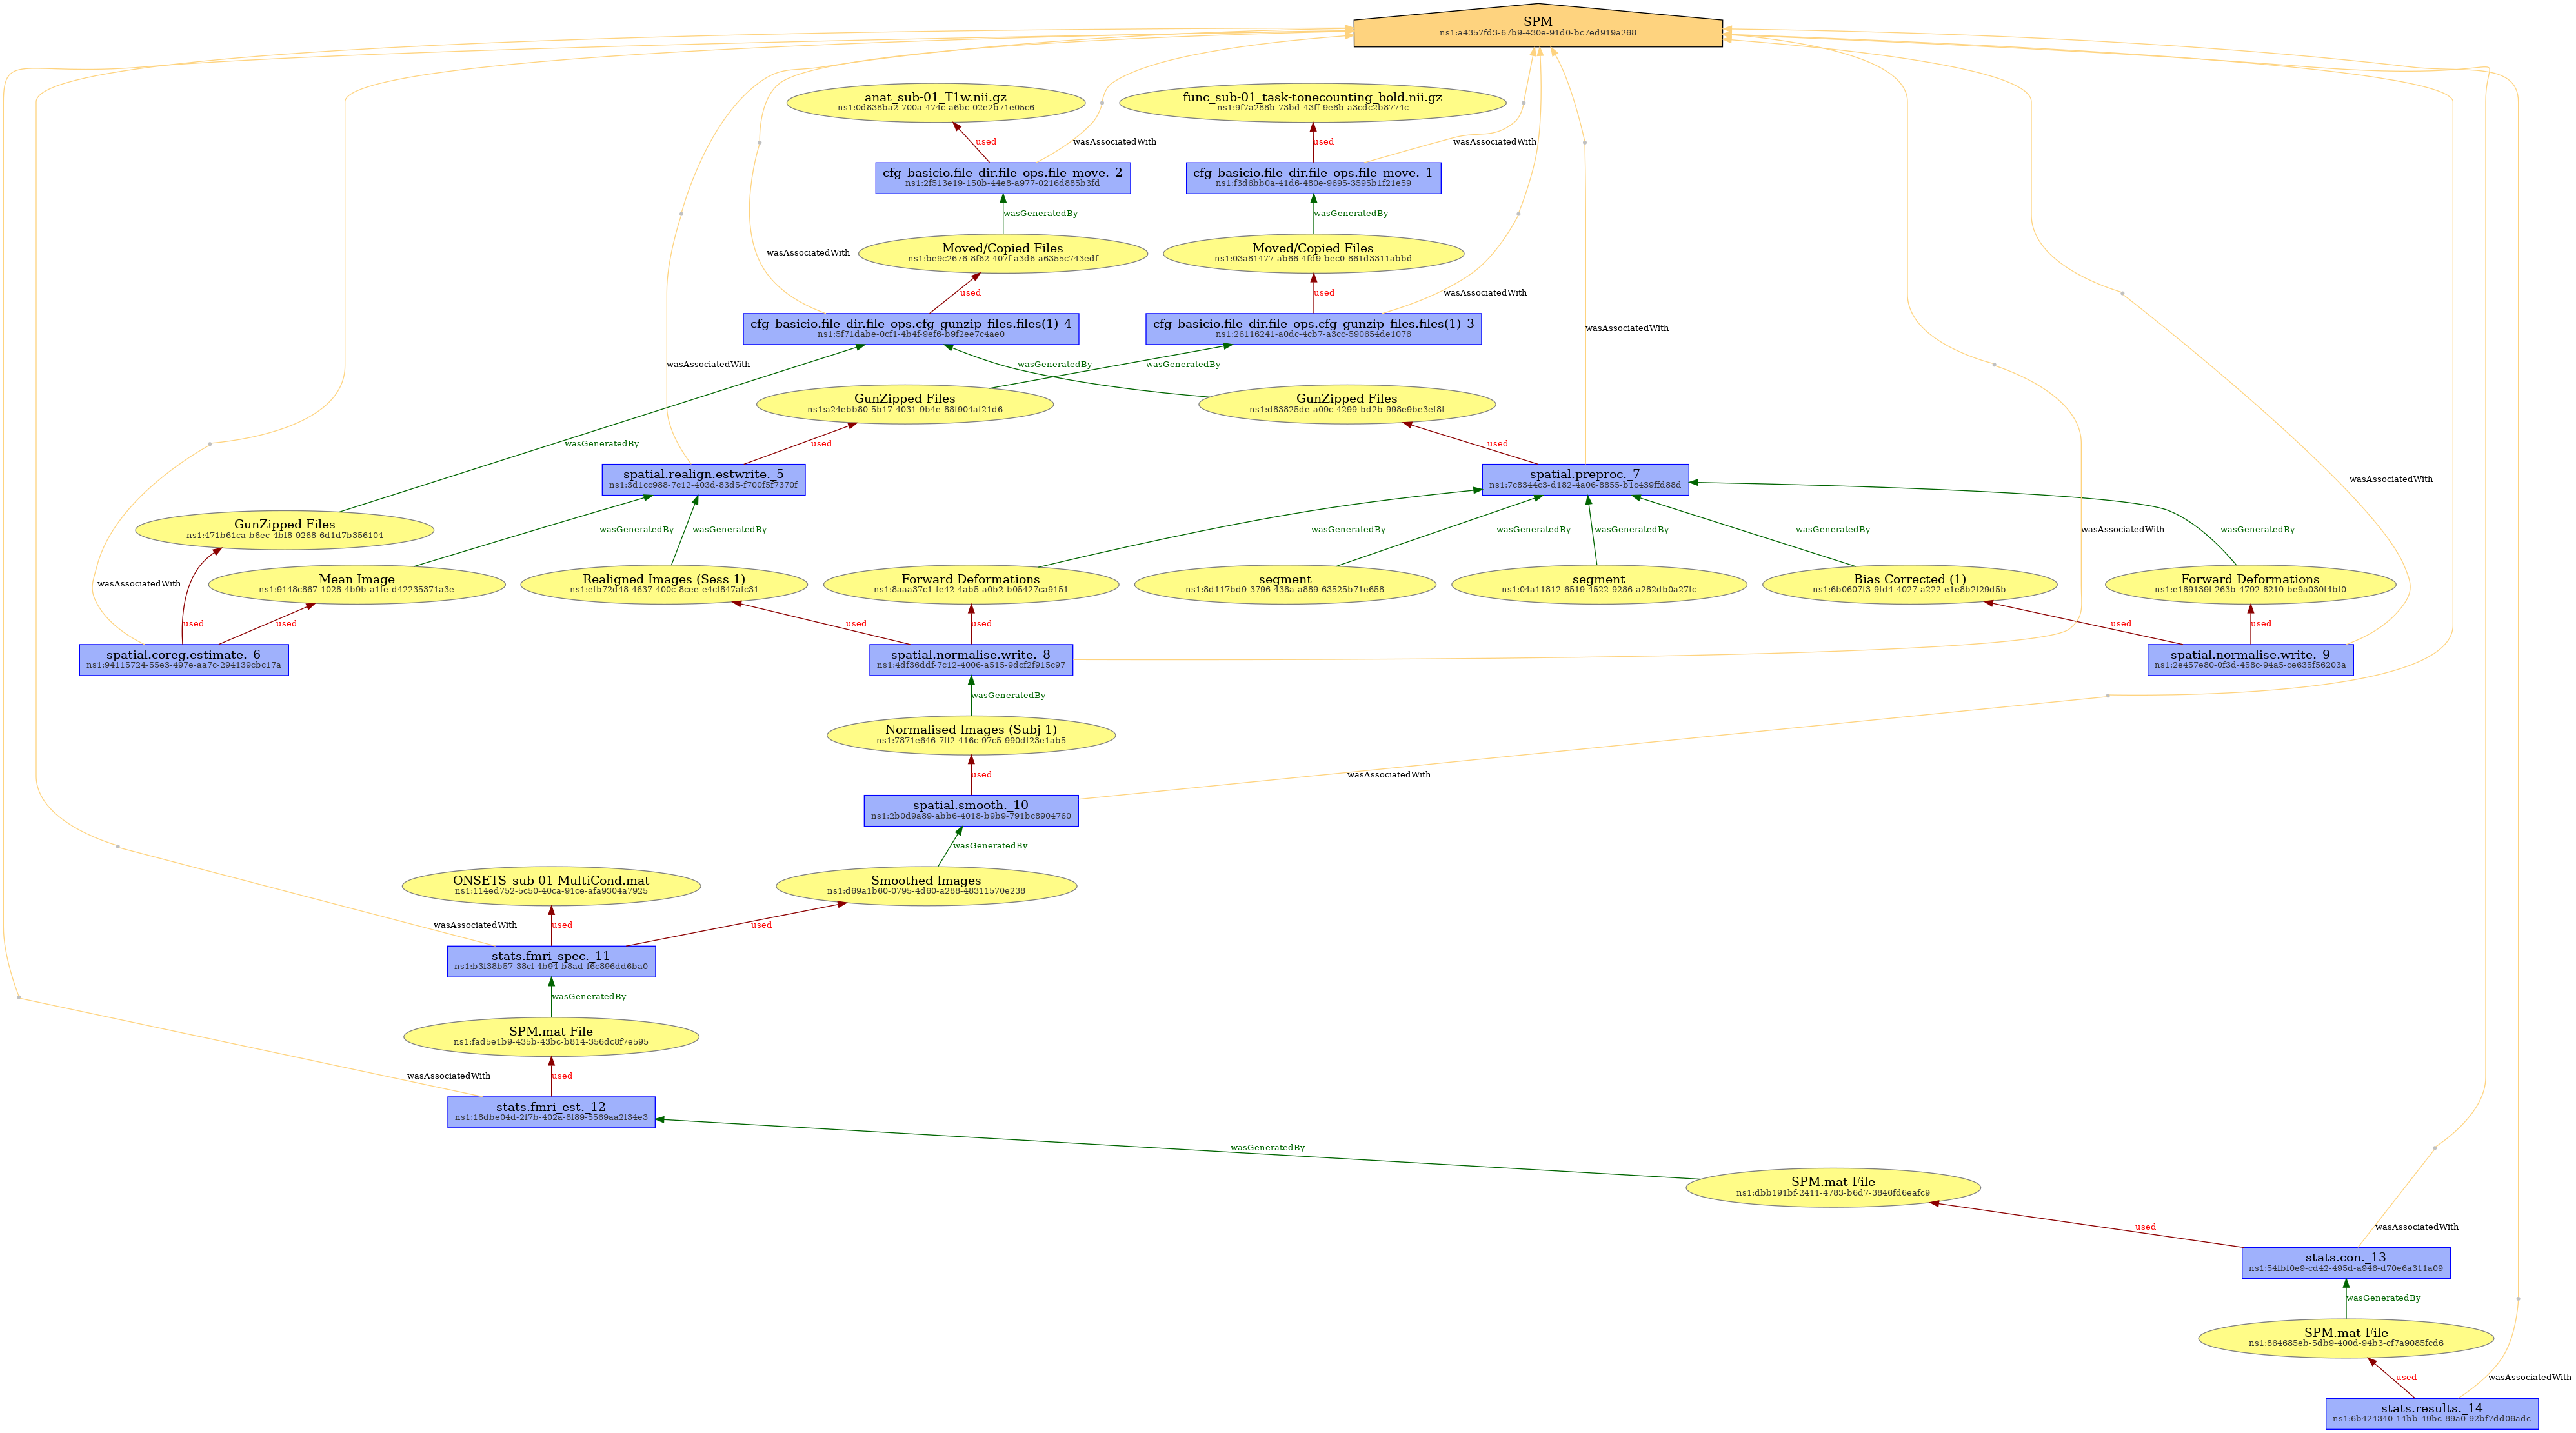 SPM
ns1:a4357fd3-67b9-430e-91d0-bc7ed919a268
anat_sub-01_T1w.nii.gz
ns1:0d838ba2-700a-474c-a6bc-02e2b71e05c6
func_sub-01_task-tonecounting_bold.nii.gz
ns1:9f7a288b-73bd-43ff-9e8b-a3cdc2b8774c
used
wasAssociatedWith
used
wasAssociatedWith
cfg_basicio.file_dir.file_ops.file_move._2
ns1:2f513e19-150b-44e8-a977-0216d885b3fd
cfg_basicio.file_dir.file_ops.file_move._1
ns1:f3d6bb0a-41d6-480e-9695-3595b1f21e59
wasGeneratedBy
wasGeneratedBy
Moved/Copied Files
ns1:be9c2676-8f62-407f-a3d6-a6355c743edf
Moved/Copied Files
ns1:03a81477-ab66-4fd9-bec0-861d3311abbd
wasAssociatedWith
used
used
wasAssociatedWith
cfg_basicio.file_dir.file_ops.cfg_gunzip_files.files(1)_4
ns1:5f71dabe-0cf1-4b4f-9ef6-b9f2ee7c4ae0
cfg_basicio.file_dir.file_ops.cfg_gunzip_files.files(1)_3
ns1:26116241-a0dc-4cb7-a3cc-590654de1076
wasAssociatedWith
wasAssociatedWith
wasGeneratedBy
wasGeneratedBy
GunZipped Files
ns1:a24ebb80-5b17-4031-9b4e-88f904af21d6
GunZipped Files
ns1:d83825de-a09c-4299-bd2b-998e9be3ef8f
wasGeneratedBy
used
used
spatial.realign.estwrite._5
ns1:3d1cc988-7c12-403d-83d5-f700f5f7370f
spatial.preproc._7
ns1:7c8344c3-d182-4a06-8855-b1c439ffd88d
wasAssociatedWith
GunZipped Files
ns1:471b61ca-b6ec-4bf8-9268-6d1d7b356104
wasGeneratedBy
wasGeneratedBy
wasGeneratedBy
wasGeneratedBy
wasGeneratedBy
wasGeneratedBy
wasAssociatedWith
wasGeneratedBy
wasAssociatedWith
Mean Image
ns1:9148c867-1028-4b9b-a1fe-d42235371a3e
Realigned Images (Sess 1)
ns1:efb72d48-4637-400c-8cee-e4cf847afc31
Forward Deformations
ns1:8aaa37c1-fe42-4ab5-a0b2-b05427ca9151
segment
ns1:8d117bd9-3796-438a-a889-63525b71e658
segment
ns1:04a11812-6519-4522-9286-a282db0a27fc
Bias Corrected (1)
ns1:6b0607f3-9fd4-4027-a222-e1e8b2f29d5b
Forward Deformations
ns1:e189139f-263b-4792-8210-be9a030f4bf0
used
used
used
used
used
used
spatial.coreg.estimate._6
ns1:94115724-55e3-497e-aa7c-294139cbc17a
spatial.normalise.write._8
ns1:4df36ddf-7c12-4006-a515-9dcf2f915c97
spatial.normalise.write._9
ns1:2e457e80-0f3d-458c-94a5-ce635f56203a
wasGeneratedBy
Normalised Images (Subj 1)
ns1:7871e646-7ff2-416c-97c5-990df23e1ab5
used
wasAssociatedWith
spatial.smooth._10
ns1:2b0d9a89-abb6-4018-b9b9-791bc8904760
wasGeneratedBy
ONSETS_sub-01-MultiCond.mat
ns1:114ed752-5c50-40ca-91ce-afa9304a7925
Smoothed Images
ns1:d69a1b60-0795-4d60-a288-48311570e238
wasAssociatedWith
used
used
stats.fmri_spec._11
ns1:b3f38b57-38cf-4b94-b8ad-f6c896dd6ba0
wasGeneratedBy
SPM.mat File
ns1:fad5e1b9-435b-43bc-b814-356dc8f7e595
wasAssociatedWith
used
stats.fmri_est._12
ns1:18dbe04d-2f7b-402a-8f89-5569aa2f34e3
wasGeneratedBy
SPM.mat File
ns1:dbb191bf-2411-4783-b6d7-3846fd6eafc9
used
wasAssociatedWith
stats.con._13
ns1:54fbf0e9-cd42-495d-a946-d70e6a311a09
wasGeneratedBy
SPM.mat File
ns1:864685eb-5db9-400d-94b3-cf7a9085fcd6
used
wasAssociatedWith
stats.results._14
ns1:6b424340-14bb-49bc-89a0-92bf7dd06adc